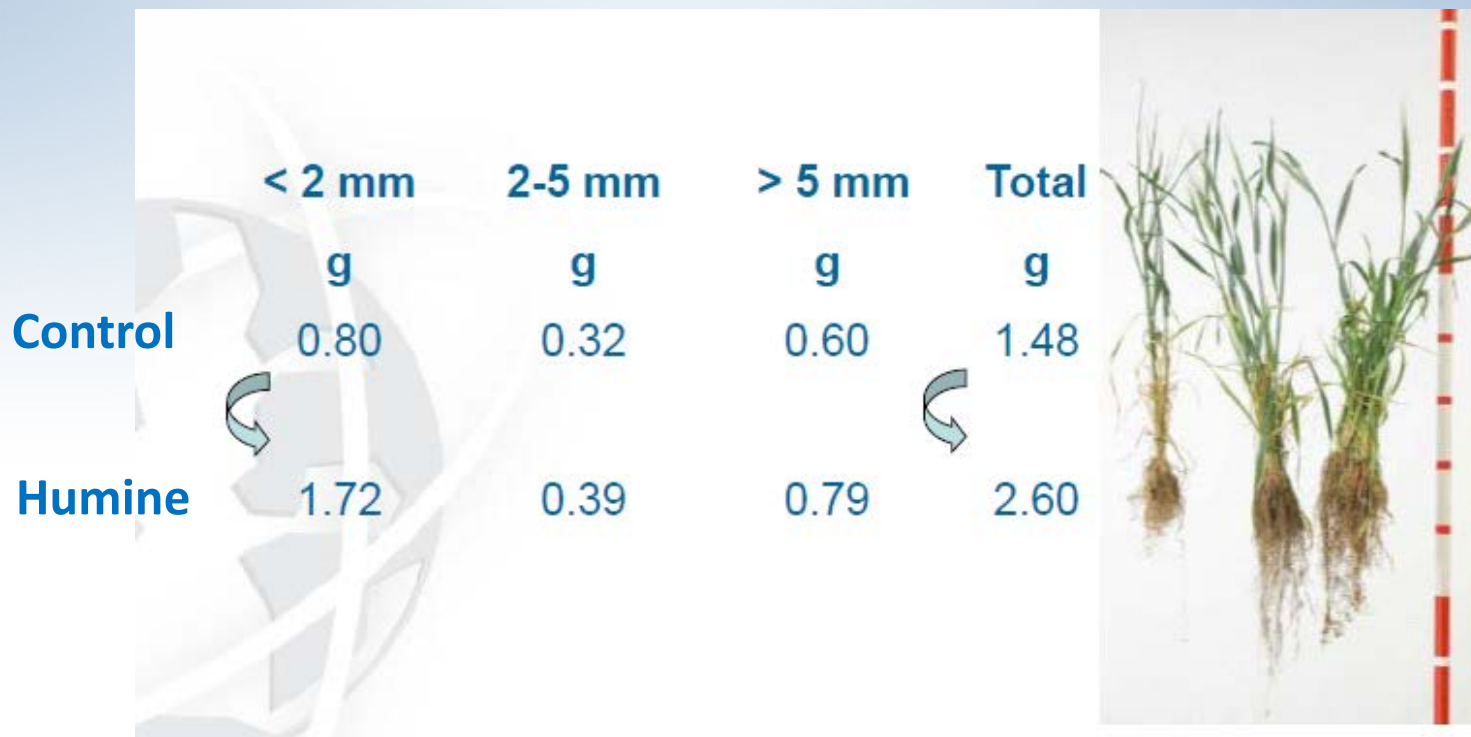 < 2 mm 2-5 mm > 5 mm Total
g g g g
Control 0.80 0.32 0.60 1.48
Humine 1.72 0.39 0.79 2.60